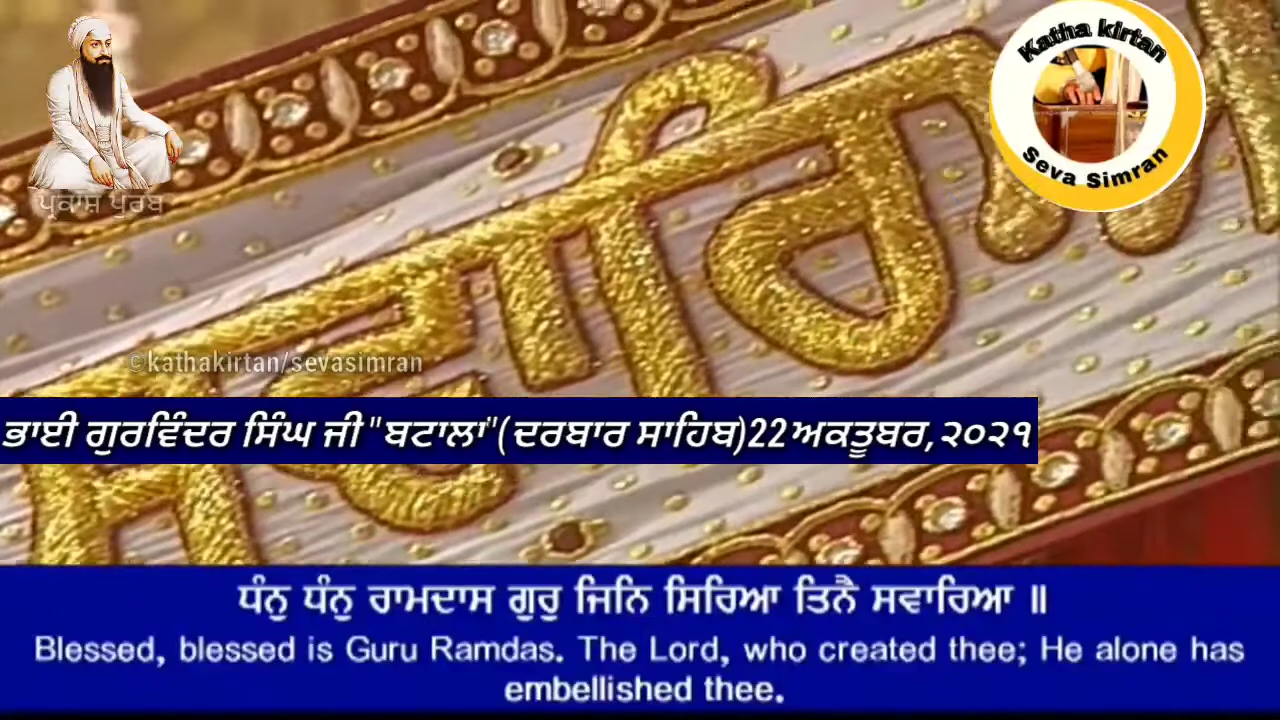 Katha kirtan
Seva Simran
ਪ੍ਰਕਾਸ਼ ਪੁਰਬ
©kathakirtan/sevasimran
ਭਾਈ ਗੁਰਵਿੰਦਰ ਸਿੰਘ ਜੀ "ਬਟਾਲਾ"(ਦਰਬਾਰ ਸਾਹਿਬ)22 ਅਕਤੂਬਰ,੨੦੨੧
ਧੰਨੁ ਧੰਨੁ ਰਾਮਦਾਸ ਗੁਰੁ ਜਿਨਿ ਸਿਰਿਆ ਤਿਨੈ ਸਵਾਰਿਆ ॥
Blessed, blessed is Guru Ramdas. The Lord, who created thee; He alone has
embellished thee.